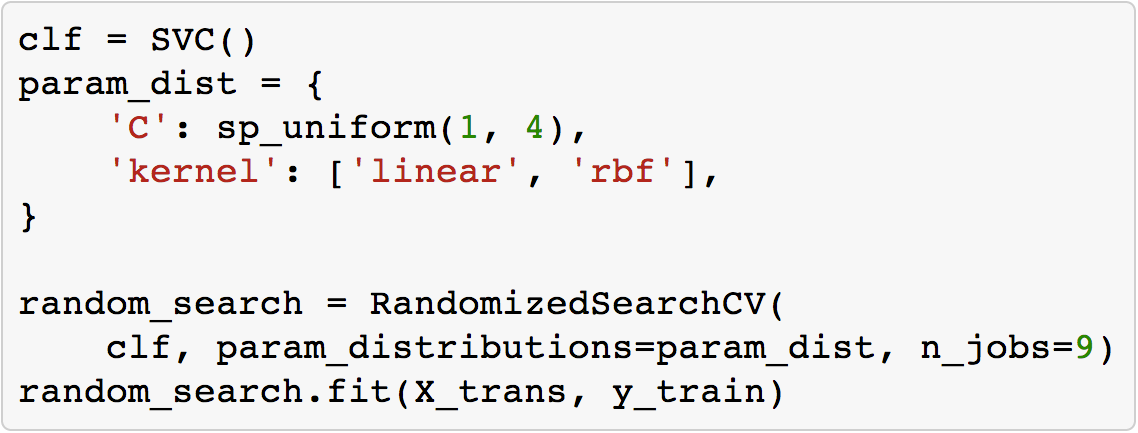 clf = SVC()
param_dist = {
    'C': sp_uniform(1, 4),
    'kernel': ['linear', 'rbf'],
}

random_search = RandomizedSearchCV(
    clf, param_distributions=param_dist, n_jobs=9)
random_search.fit(X_trans, y_train)